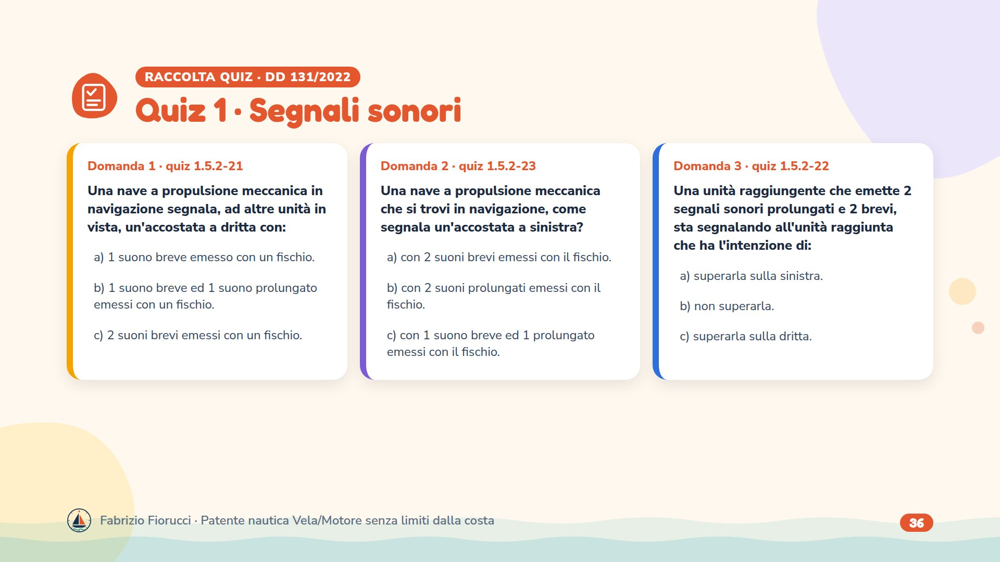 RACCOLTA QUIZ · DD 131/2022
Quiz 1 · Segnali sonori
Domanda 1 · quiz 1.5.2-21
Una nave a propulsione meccanica in
navigazione segnala, ad altre unità in
vista, un'accostata a dritta con:
a) 1 suono breve emesso con un fischio.
b) 1 suono breve ed 1 suono prolungato
emessi con un fischio.
c) 2 suoni brevi emessi con un fischio.
Domanda 2 · quiz 1.5.2-23
Una nave a propulsione meccanica
che si trovi in navigazione, come
segnala un'accostata a sinistra?
a) con 2 suoni brevi emessi con il fischio.
b) con 2 suoni prolungati emessi con il
fischio.
c) con 1 suono breve ed 1 prolungato
emessi con il fischio.
Domanda 3 · quiz 1.5.2-22
Una unità raggiungente che emette 2
segnali sonori prolungati e 2 brevi,
sta segnalando all'unità raggiunta
che ha l'intenzione di:
a) superarla sulla sinistra.
b) non superarla.
c) superarla sulla dritta.
Fabrizio Fiorucci · Patente nautica Vela/Motore senza limiti dalla costa
36